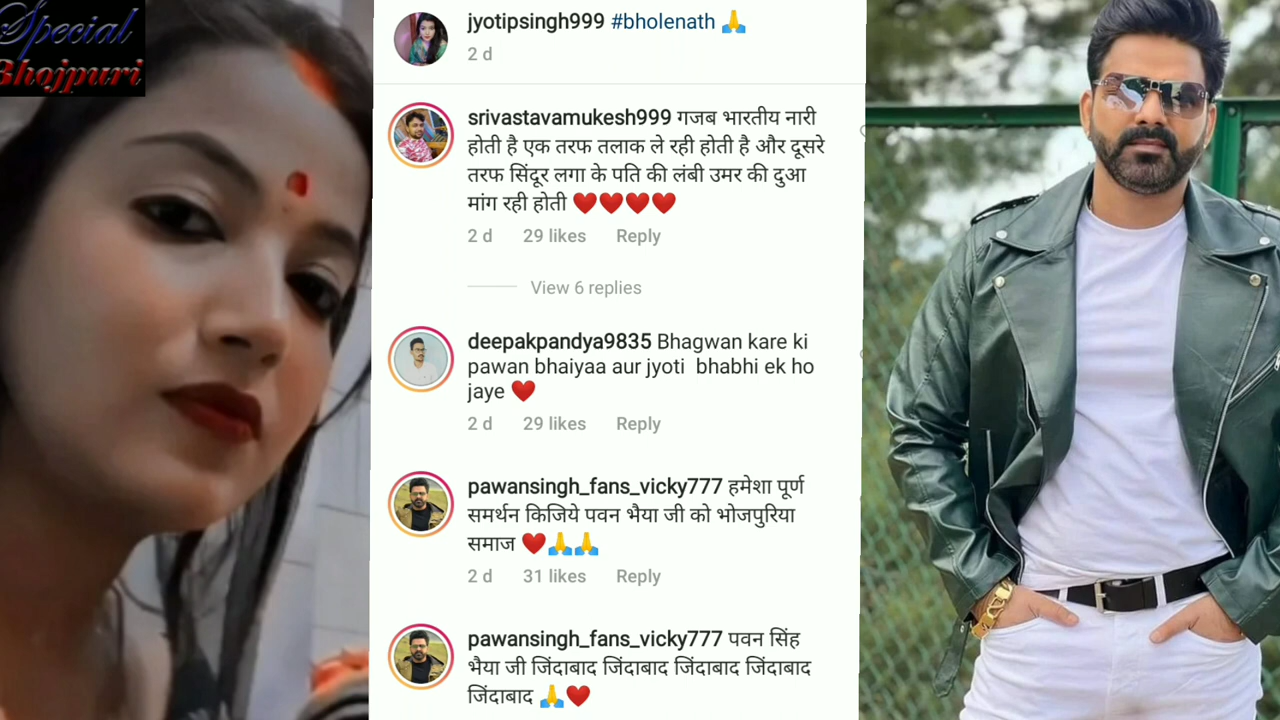 Special
Bhojpuri
jyotipsingh999 #bholenath 🙏
2 d
srivastavamukesh999 गजब भारतीय नारी
होती है एक तरफ तलाक ले रही होती है और दूसरे
तरफ सिंदूर लगा के पति की लंबी उमर की दुआ
मांग रही होती ❤️❤️❤️❤️
2 d 29 likes Reply
View 6 replies
deepakpandya9835 Bhagwan kare ki
pawan bhaiyaa aur jyoti bhabhi ek ho
jaye ❤️
2 d 29 likes Reply
pawansingh_fans_vicky777 हमेशा पूर्ण
समर्थन किजिये पवन भैया जी को भोजपुरिया
समाज ❤️🙏🙏
2 d 31 likes Reply
pawansingh_fans_vicky777 पवन सिंह
भैया जी जिंदाबाद जिंदाबाद जिंदाबाद जिंदाबाद
जिंदाबाद 🙏❤️